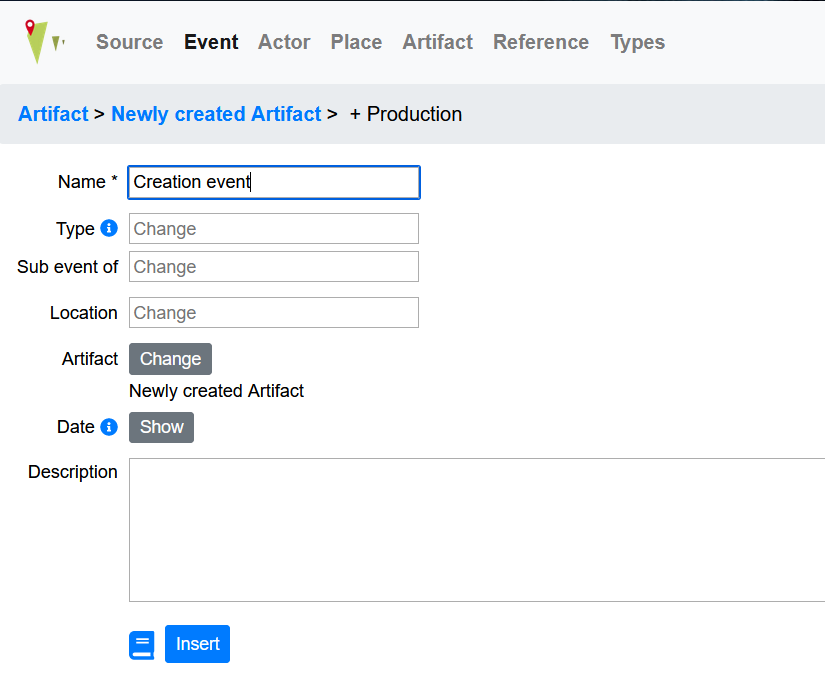 Source Event Actor Place Artifact Reference Types
Artifact > Newly created Artifact > + Production
Name * Creation event
Type Change
Sub event of Change
Location Change
Artifact Change
Newly created Artifact
Date Show
Description
Insert